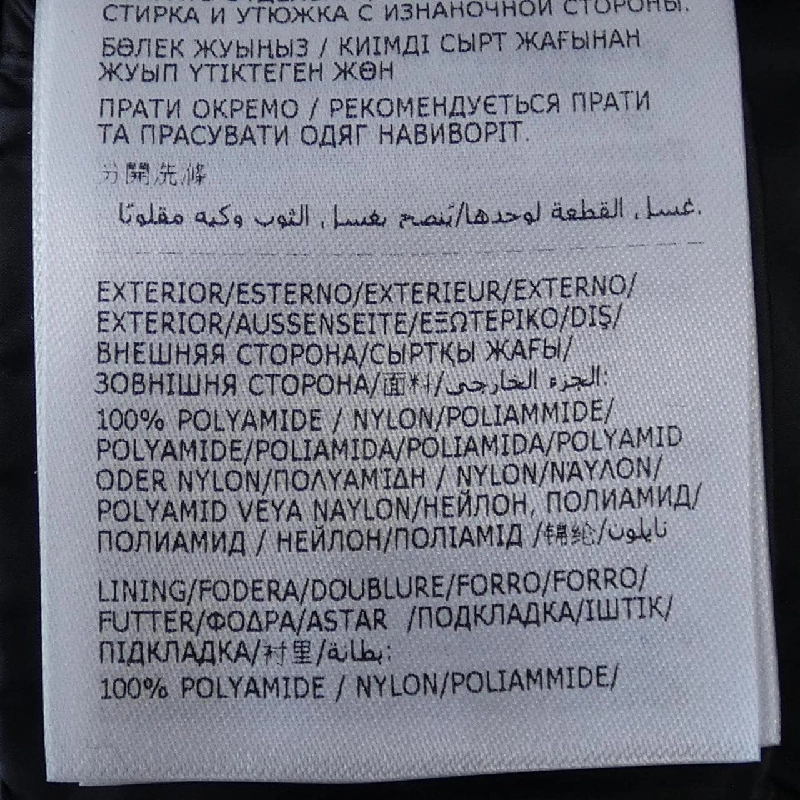 СТИРКА И УТЮЖКА С ИЗНАНОЧНОЙ СТОРОНЫ.
БӨЛЕК ЖУЫҢЫЗ / КИІМДІ СЫРТ ЖАҒЫНАН
ЖУЫП ҮТІКТЕГЕН ЖӨН
ПРАТИ ОКРЕМО / РЕКОМЕНДУЄТЬСЯ ПРАТИ
ТА ПРАСУВАТИ ОДЯГ НАВИВОРІТ.
分開洗滌
غسل القطعة لوحدها/يُنصح بغسل الثوب وكيه مقلوبًا.
EXTERIOR/ESTERNO/EXTERIEUR/EXTERNO/
EXTERIOR/AUSSENSEITE/ΕΞΩΤΕΡΙΚΟ/DIŞ/
ВНЕШНЯЯ СТОРОНА/СЫРТҚЫ ЖАҒЫ/
ЗОВНІШНЯ СТОРОНА/面料/الجزء الخارجي:
100% POLYAMIDE / NYLON/POLIAMMIDE/
POLYAMIDE/POLIAMIDA/POLIAMIDA/POLYAMID
ODER NYLON/ΠΟΛΥΑΜΙΔΗ / NYLON/ΝΑΥΛΟΝ/
POLYAMID VEYA NAYLON/НЕЙЛОН, ПОЛИАМИД/
ПОЛИАМИД / НЕЙЛОН/ПОЛІАМІД /锦纶/نايلون
LINING/FODERA/DOUBLURE/FORRO/FORRO/
FUTTER/ΦΟΔΡΑ/ASTAR /ПОДКЛАДКА/ІШТІК/
ПІДКЛАДКА/衬里/بطانة:
100% POLYAMIDE / NYLON/POLIAMMIDE/